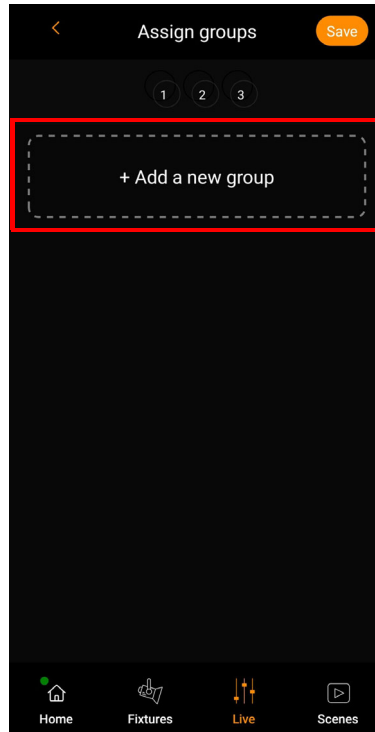 Assign groups
Save
1 2 3
+ Add a new group
Home Fixtures Live Scenes